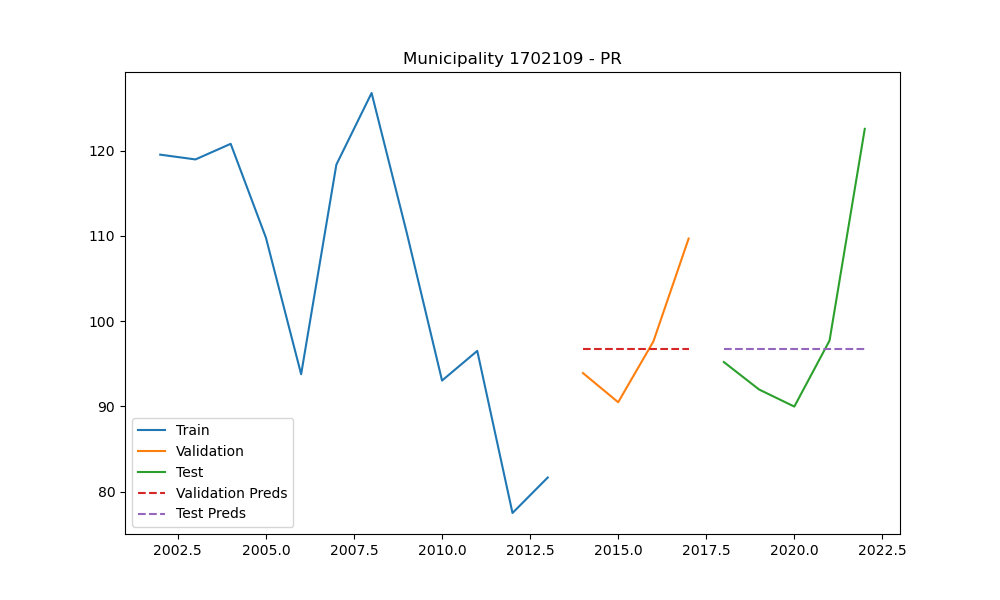 Municipality 1702109 - PR
120
110
100
90
80
Train
Validation
Test
Validation Preds
Test Preds
2002.5 2005.0 2007.5 2010.0 2012.5 2015.0 2017.5 2020.0 2022.5